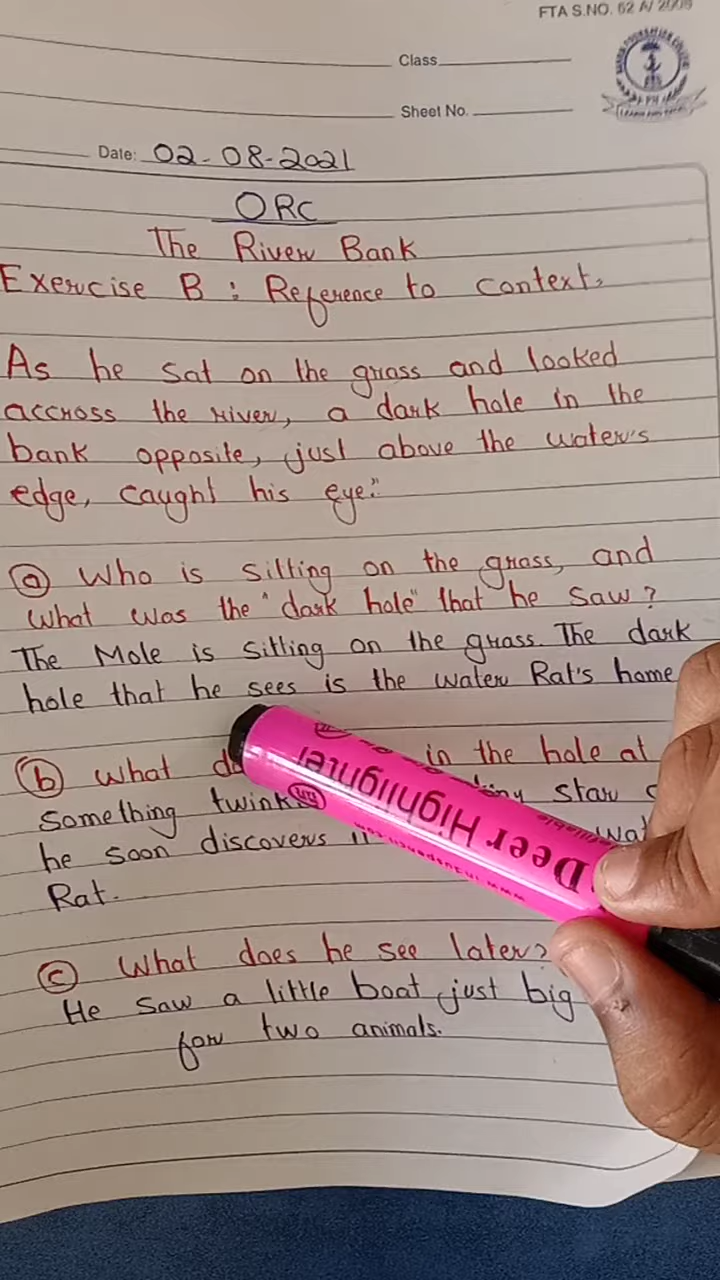 FTA S.NO. 62 A/ 2009
Class
Sheet No.
Date: 02-08-2021
ORC
The River Bank
Exercise B : Reference to context.
As he sat on the grass and looked
accross the river, a dark hole in the
bank opposite, just above the water's
edge, caught his eye."
(a) Who is sitting on the grass, and
what was the "dark hole" that he saw?
The Mole is sitting on the grass. The dark
hole that he sees is the water Rat's home
(b) What in the hole at
something star
he soon discovers
Rat.
(c) What does he see later?
He saw a little boat, just big
for two animals.
Deer Highlighter